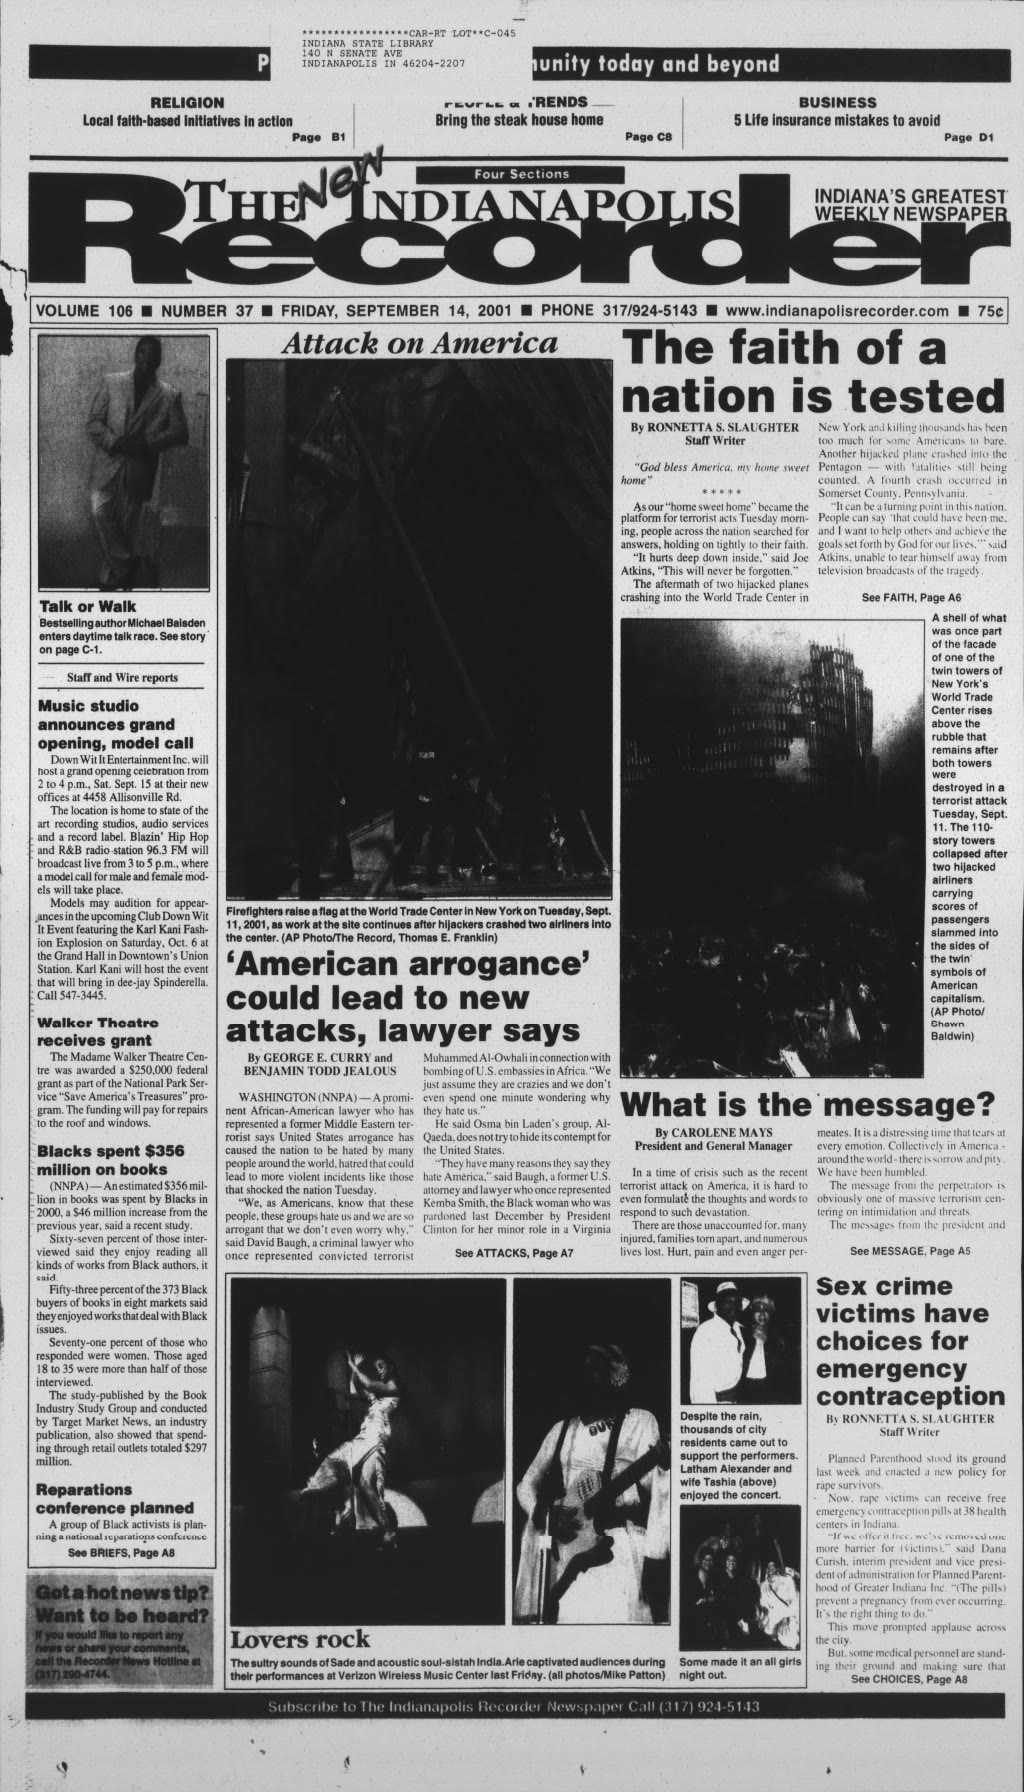 *****************CAR-RT LOT**C-045
INDIANA STATE LIBRARY
140 N SENATE AVE
INDIANAPOLIS IN 46204-2207
today and beyond
RELIGION
Local faith-based initiatives in action
Page B1
PEOPLE & TRENDS
Bring the steak house home
Page C8
BUSINESS
5 Life insurance mistakes to avoid
Page D1
Four Sections
THE New INDIANAPOLIS
Recorder
INDIANA'S GREATEST
WEEKLY NEWSPAPER
VOLUME 106 ■ NUMBER 37 ■ FRIDAY, SEPTEMBER 14, 2001 ■ PHONE 317/924-5143 ■ www.indianapolisrecorder.com ■ 75¢
Talk or Walk
Bestselling author Michael Baisden
enters daytime talk race. See story
on page C-1.
Staff and Wire reports
Music studio
announces grand
opening, model call
Down Wit It Entertainment Inc. will
host a grand opening celebration from
2 to 4 p.m., Sat. Sept. 15 at their new
offices at 4458 Allisonville Rd.
The location is home to state of the
art recording studios, audio services
and a record label. Blazin' Hip Hop
and R&B radio station 96.3 FM will
broadcast live from 3 to 5 p.m., where
a model call for male and female mod-
els will take place.
Models may audition for appear-
ances in the upcoming Club Down Wit
It Event featuring the Karl Kani Fash-
ion Explosion on Saturday, Oct. 6 at
the Grand Hall in Downtown's Union
Station. Karl Kani will host the event
that will bring in dee-jay Spinderella.
Call 547-3445.
Walker Theatre
receives grant
The Madame Walker Theatre Cen-
tre was awarded a $250,000 federal
grant as part of the National Park Ser-
vice "Save America's Treasures" pro-
gram. The funding will pay for repairs
to the roof and windows.
Blacks spent $356
million on books
(NNPA) — An estimated $356 mil-
lion in books was spent by Blacks in
2000, a $46 million increase from the
previous year, said a recent study.
Sixty-seven percent of those inter-
viewed said they enjoy reading all
kinds of works from Black authors, it
said.
Fifty-three percent of the 373 Black
buyers of books in eight markets said
they enjoyed works that deal with Black
issues.
Seventy-one percent of those who
responded were women. Those aged
18 to 35 were more than half of those
interviewed.
The study-published by the Book
Industry Study Group and conducted
by Target Market News, an industry
publication, also showed that spend-
ing through retail outlets totaled $297
million.
Reparations
conference planned
A group of Black activists is plan-
ning a national reparations conference
See BRIEFS, Page A8
Got a hot news tip?
Want to be heard?
If you would like to report any
news or share your comments,
call the Recorder News Hotline at
(317) 290-4744.
Attack on America
Firefighters raise a flag at the World Trade Center in New York on Tuesday, Sept.
11, 2001, as work at the site continues after hijackers crashed two airliners into
the center. (AP Photo/The Record, Thomas E. Franklin)
'American arrogance'
could lead to new
attacks, lawyer says
By GEORGE E. CURRY and
BENJAMIN TODD JEALOUS
WASHINGTON (NNPA) — A promi-
nent African-American lawyer who has
represented a former Middle Eastern ter-
rorist says United States arrogance has
caused the nation to be hated by many
people around the world, hatred that could
lead to more violent incidents like those
that shocked the nation Tuesday.
"We, as Americans, know that these
people, these groups hate us and we are so
arrogant that we don't even worry why,"
said David Baugh, a criminal lawyer who
once represented convicted terrorist
Muhammed Al-Owhali in connection with
bombing of U.S. embassies in Africa. "We
just assume they are crazies and we don't
even spend one minute wondering why
they hate us."
He said Osma bin Laden's group, Al-
Qaeda, does not try to hide its contempt for
the United States.
"They have many reasons they say they
hate America," said Baugh, a former U.S.
attorney and lawyer who once represented
Kemba Smith, the Black woman who was
pardoned last December by President
Clinton for her minor role in a Virginia
See ATTACKS, Page A7
The faith of a
nation is tested
By RONNETTA S. SLAUGHTER
Staff Writer
"God bless America, my home sweet
home"
*****
As our "home sweet home" became the
platform for terrorist acts Tuesday morn-
ing, people across the nation searched for
answers, holding on tightly to their faith.
"It hurts deep down inside," said Joe
Atkins, "This will never be forgotten."
The aftermath of two hijacked planes
crashing into the World Trade Center in
New York and killing thousands has been
too much for some Americans to bare.
Another hijacked plane crashed into the
Pentagon — with fatalities still being
counted. A fourth crash occurred in
Somerset County, Pennsylvania.
"It can be a turning point in this nation.
People can say 'that could have been me,
and I want to help others and achieve the
goals set forth by God for our lives,'" said
Atkins, unable to tear himself away from
television broadcasts of the tragedy.
See FAITH, Page A6
A shell of what
was once part
of the facade
of one of the
twin towers of
New York's
World Trade
Center rises
above the
rubble that
remains after
both towers
were
destroyed in a
terrorist attack
Tuesday, Sept.
11. The 110-
story towers
collapsed after
two hijacked
airliners
carrying
scores of
passengers
slammed into
the sides of
the twin
symbols of
American
capitalism.
(AP Photo/
Shawn
Baldwin)
What is the message?
By CAROLENE MAYS
President and General Manager
In a time of crisis such as the recent
terrorist attack on America, it is hard to
even formulate the thoughts and words to
respond to such devastation.
There are those unaccounted for, many
injured, families torn apart, and numerous
lives lost. Hurt, pain and even anger per-
meates. It is a distressing time that tears at
every emotion. Collectively in America -
around the world - there is sorrow and pity.
We have been humbled.
The message from the perpetrators is
obviously one of massive terrorism cen-
tering on intimidation and threats.
The messages from the president and
See MESSAGE, Page A5
Lovers rock
The sultry sounds of Sade and acoustic soul-sistah India.Arie captivated audiences during
their performances at Verizon Wireless Music Center last Friday. (all photos/Mike Patton)
Despite the rain,
thousands of city
residents came out to
support the performers.
Latham Alexander and
wife Tashia (above)
enjoyed the concert.
Some made it an all girls
night out.
Sex crime
victims have
choices for
emergency
contraception
By RONNETTA S. SLAUGHTER
Staff Writer
Planned Parenthood stood its ground
last week and enacted a new policy for
rape survivors.
Now, rape victims can receive free
emergency contraception pills at 38 health
centers in Indiana.
"If we offer it free, we've removed one
more barrier for (victims)," said Dana
Curish, interim president and vice presi-
dent of administration for Planned Parent-
hood of Greater Indiana Inc. "(The pills)
prevent a pregnancy from ever occurring.
It's the right thing to do."
This move prompted applause across
the city.
But, some medical personnel are stand-
ing their ground and making sure that
See CHOICES, Page A8
Subscribe to The Indianapolis Recorder Newspaper Call (317) 924-5143